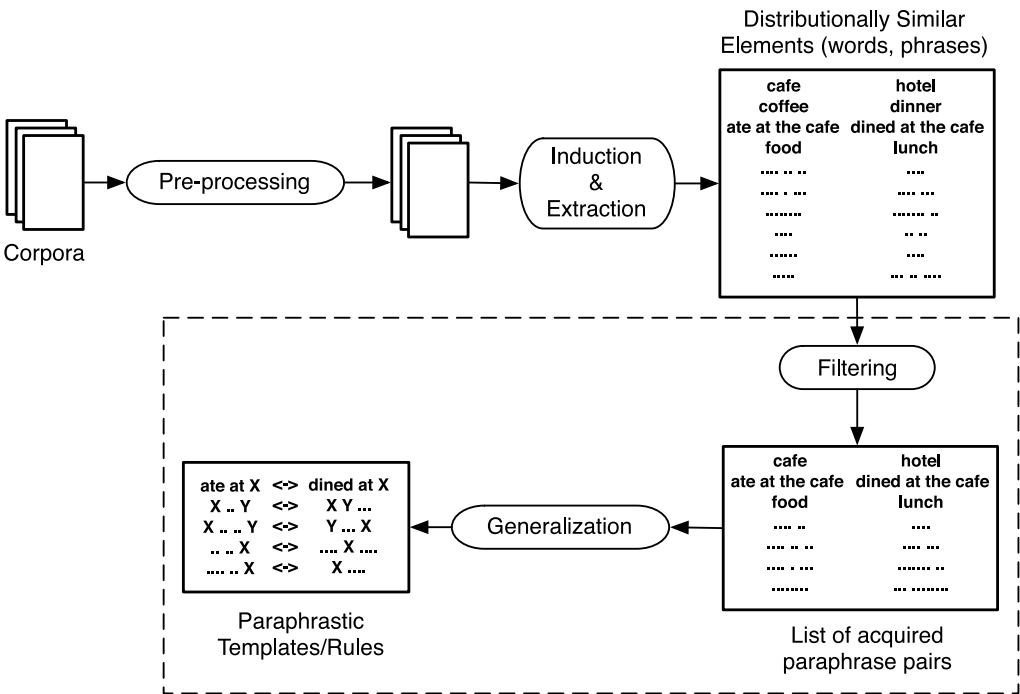 Distributionally Similar
Elements (words, phrases)
cafe hotel
coffee dinner
ate at the cafe dined at the cafe
food lunch
.... .. .. ....
.... . ... .... ...
........ ....... ..
.... .. ..
...... ....
..... ... .. ....
Corpora
Pre-processing
Induction
&
Extraction
Filtering
cafe hotel
ate at the cafe dined at the cafe
food lunch
.... .. ....
.... .. .. .... ...
.... . ... ....... ..
........ ... ........
List of acquired
paraphrase pairs
Generalization
ate at X <-> dined at X
X .. Y <-> X Y ...
X .. .. Y <-> Y ... X
.. .. X <-> .... X ....
.... .. X <-> X ....
Paraphrastic
Templates/Rules